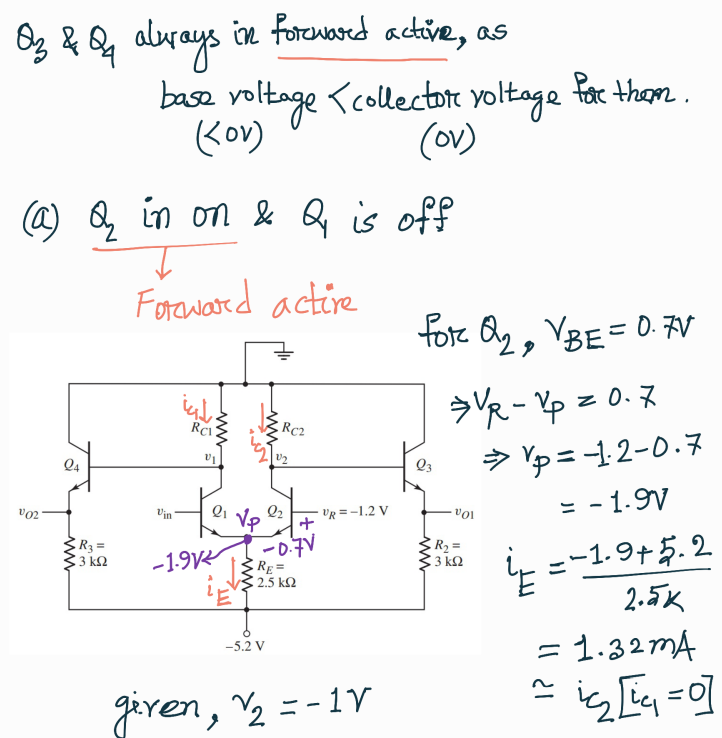 Q3 & Q4 always in forward active, as
base voltage < collector voltage for them.
(<0V) (0V)
(a) Q2 in on & Q1 is off
Forward active
for Q2, VBE = 0.7V
⇒ VR - Vp = 0.7
⇒ Vp = -1.2-0.7
= -1.9V
iE = -1.9+5.2 / 2.5K
= 1.32mA
≃ ic2 [ic1 = 0]
ic1 ic2
RC1 RC2
v1 v2
Q4 Q3
vO2 vin Q1 Vp Q2 + vR = -1.2 V vO1
-1.9V -0.7V
R3 = 3 kΩ
iE
RE = 2.5 kΩ
R2 = 3 kΩ
-5.2 V
given, V2 = -1V